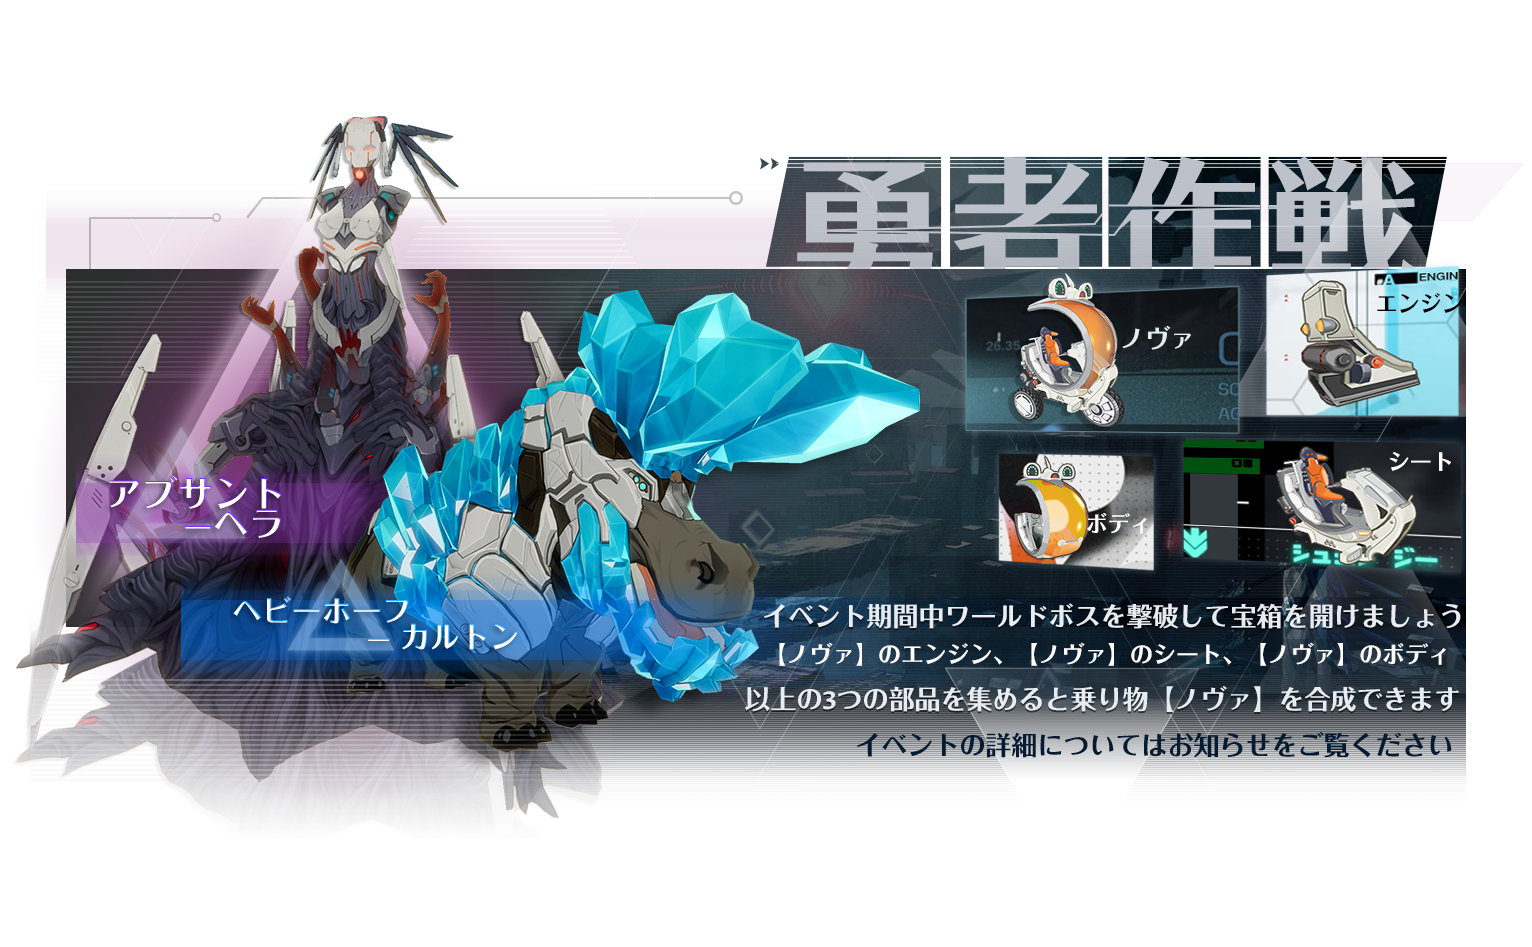 勇者作戦
ENGIN
エンジン
ノヴァ
26.35
シート
ボディ
アブサント
ーヘラ
ヘビーホーフ
ー カルトン
イベント期間中ワールドボスを撃破して宝箱を開けましょう
【ノヴァ】のエンジン、【ノヴァ】のシート、【ノヴァ】のボディ
以上の3つの部品を集めると乗り物【ノヴァ】を合成できます
イベントの詳細についてはお知らせをご覧ください